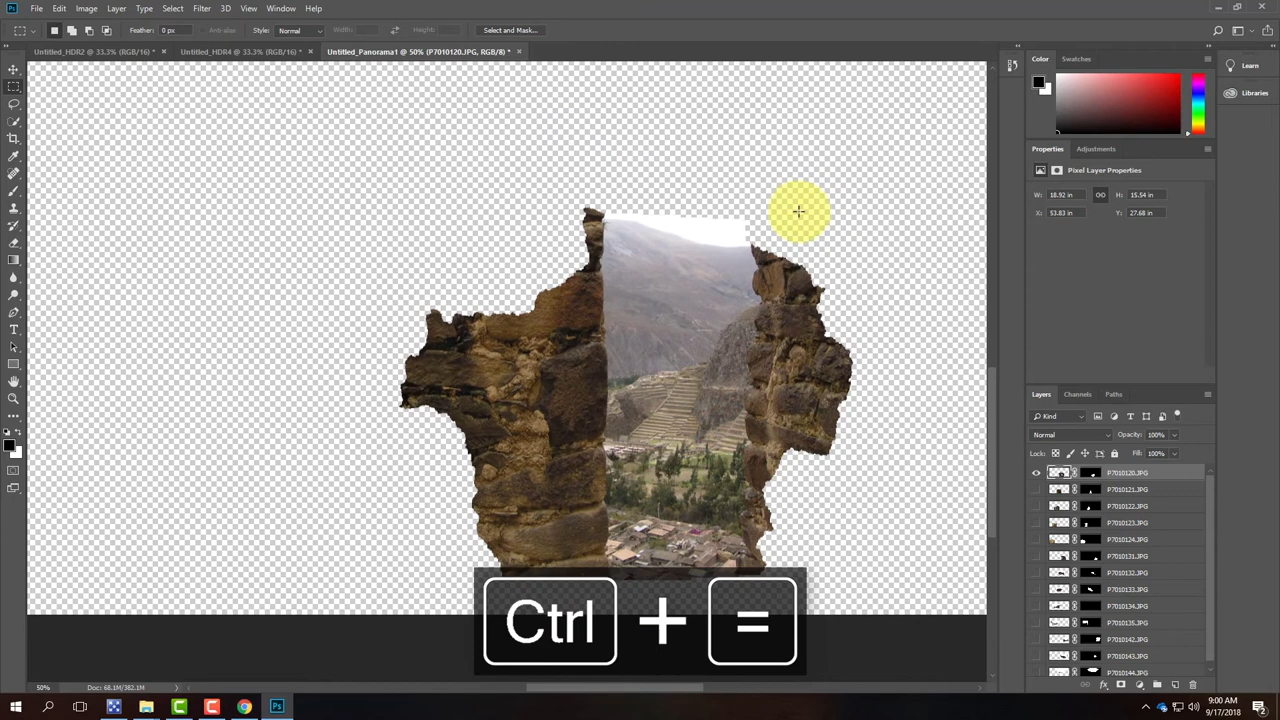 Ps File Edit Image Layer Type Select Filter 3D View Window Help
Feather: 0 px Anti-alias Style: Normal Width: Height: Select and Mask...
Untitled_HDR2 @ 33.3% (RGB/16) * × Untitled_HDR4 @ 33.3% (RGB/16) * × Untitled_Panorama1 @ 50% (P7010120.JPG, RGB/8) * ×
Color Swatches
Learn
Libraries
Properties Adjustments
Pixel Layer Properties
W: 18.92 in H: 15.54 in
X: 53.83 in Y: 27.68 in
Layers Channels Paths
Kind
Normal Opacity: 100%
Lock: Fill: 100%
P7010120.JPG
P7010121.JPG
P7010122.JPG
P7010123.JPG
P7010124.JPG
P7010131.JPG
P7010132.JPG
P7010133.JPG
P7010134.JPG
P7010135.JPG
P7010142.JPG
P7010143.JPG
P7010144.JPG
Ctrl + =
50% Doc: 68.1M/382.1M
Ps
9:00 AM
9/17/2018